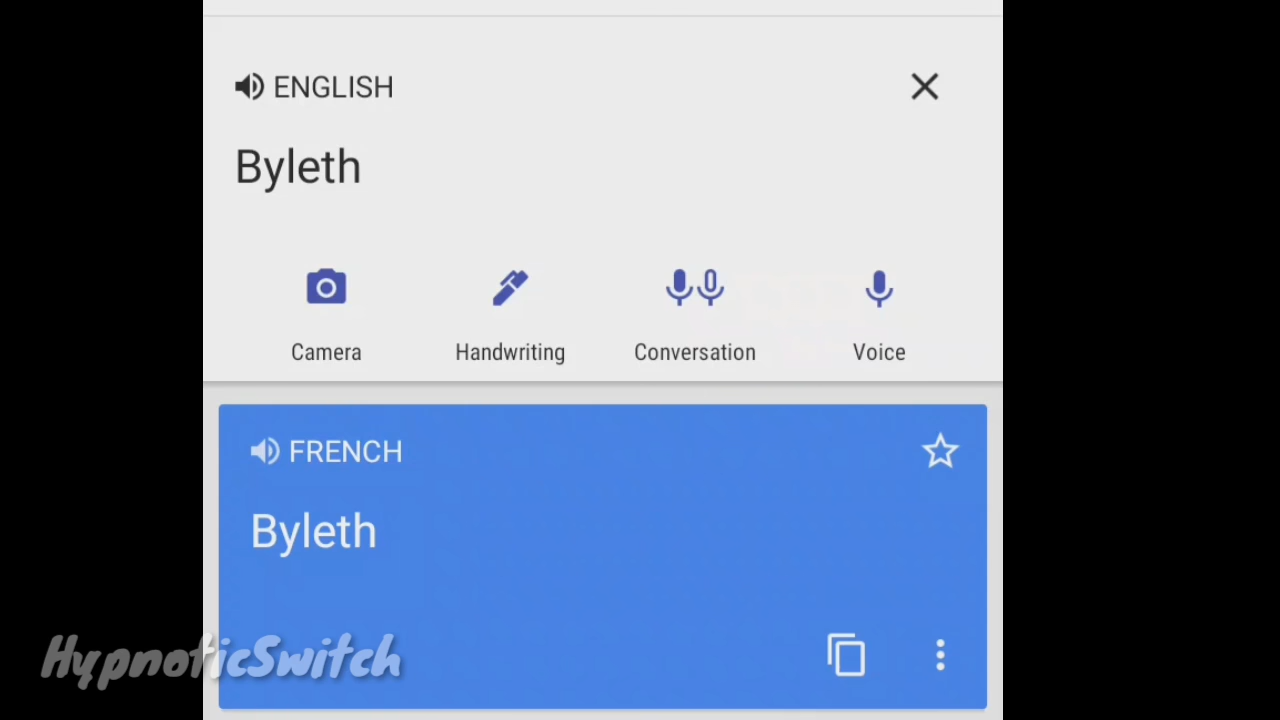 ENGLISH
Byleth
Camera Handwriting Conversation Voice
FRENCH
Byleth
HypnoticSwitch